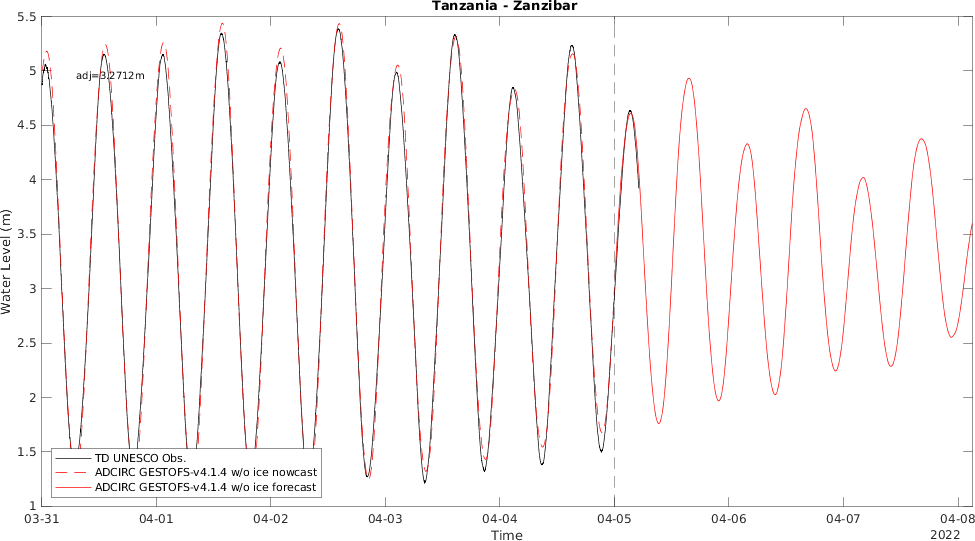 Tanzania - Zanzibar
5.5
5
4.5
4
3.5
3
2.5
2
1.5
1
Water Level (m)
adj=3.2712m
TD UNESCO Obs.
ADCIRC GESTOFS-v4.1.4 w/o ice nowcast
ADCIRC GESTOFS-v4.1.4 w/o ice forecast
03-31 04-01 04-02 04-03 04-04 04-05 04-06 04-07 04-08
Time
2022